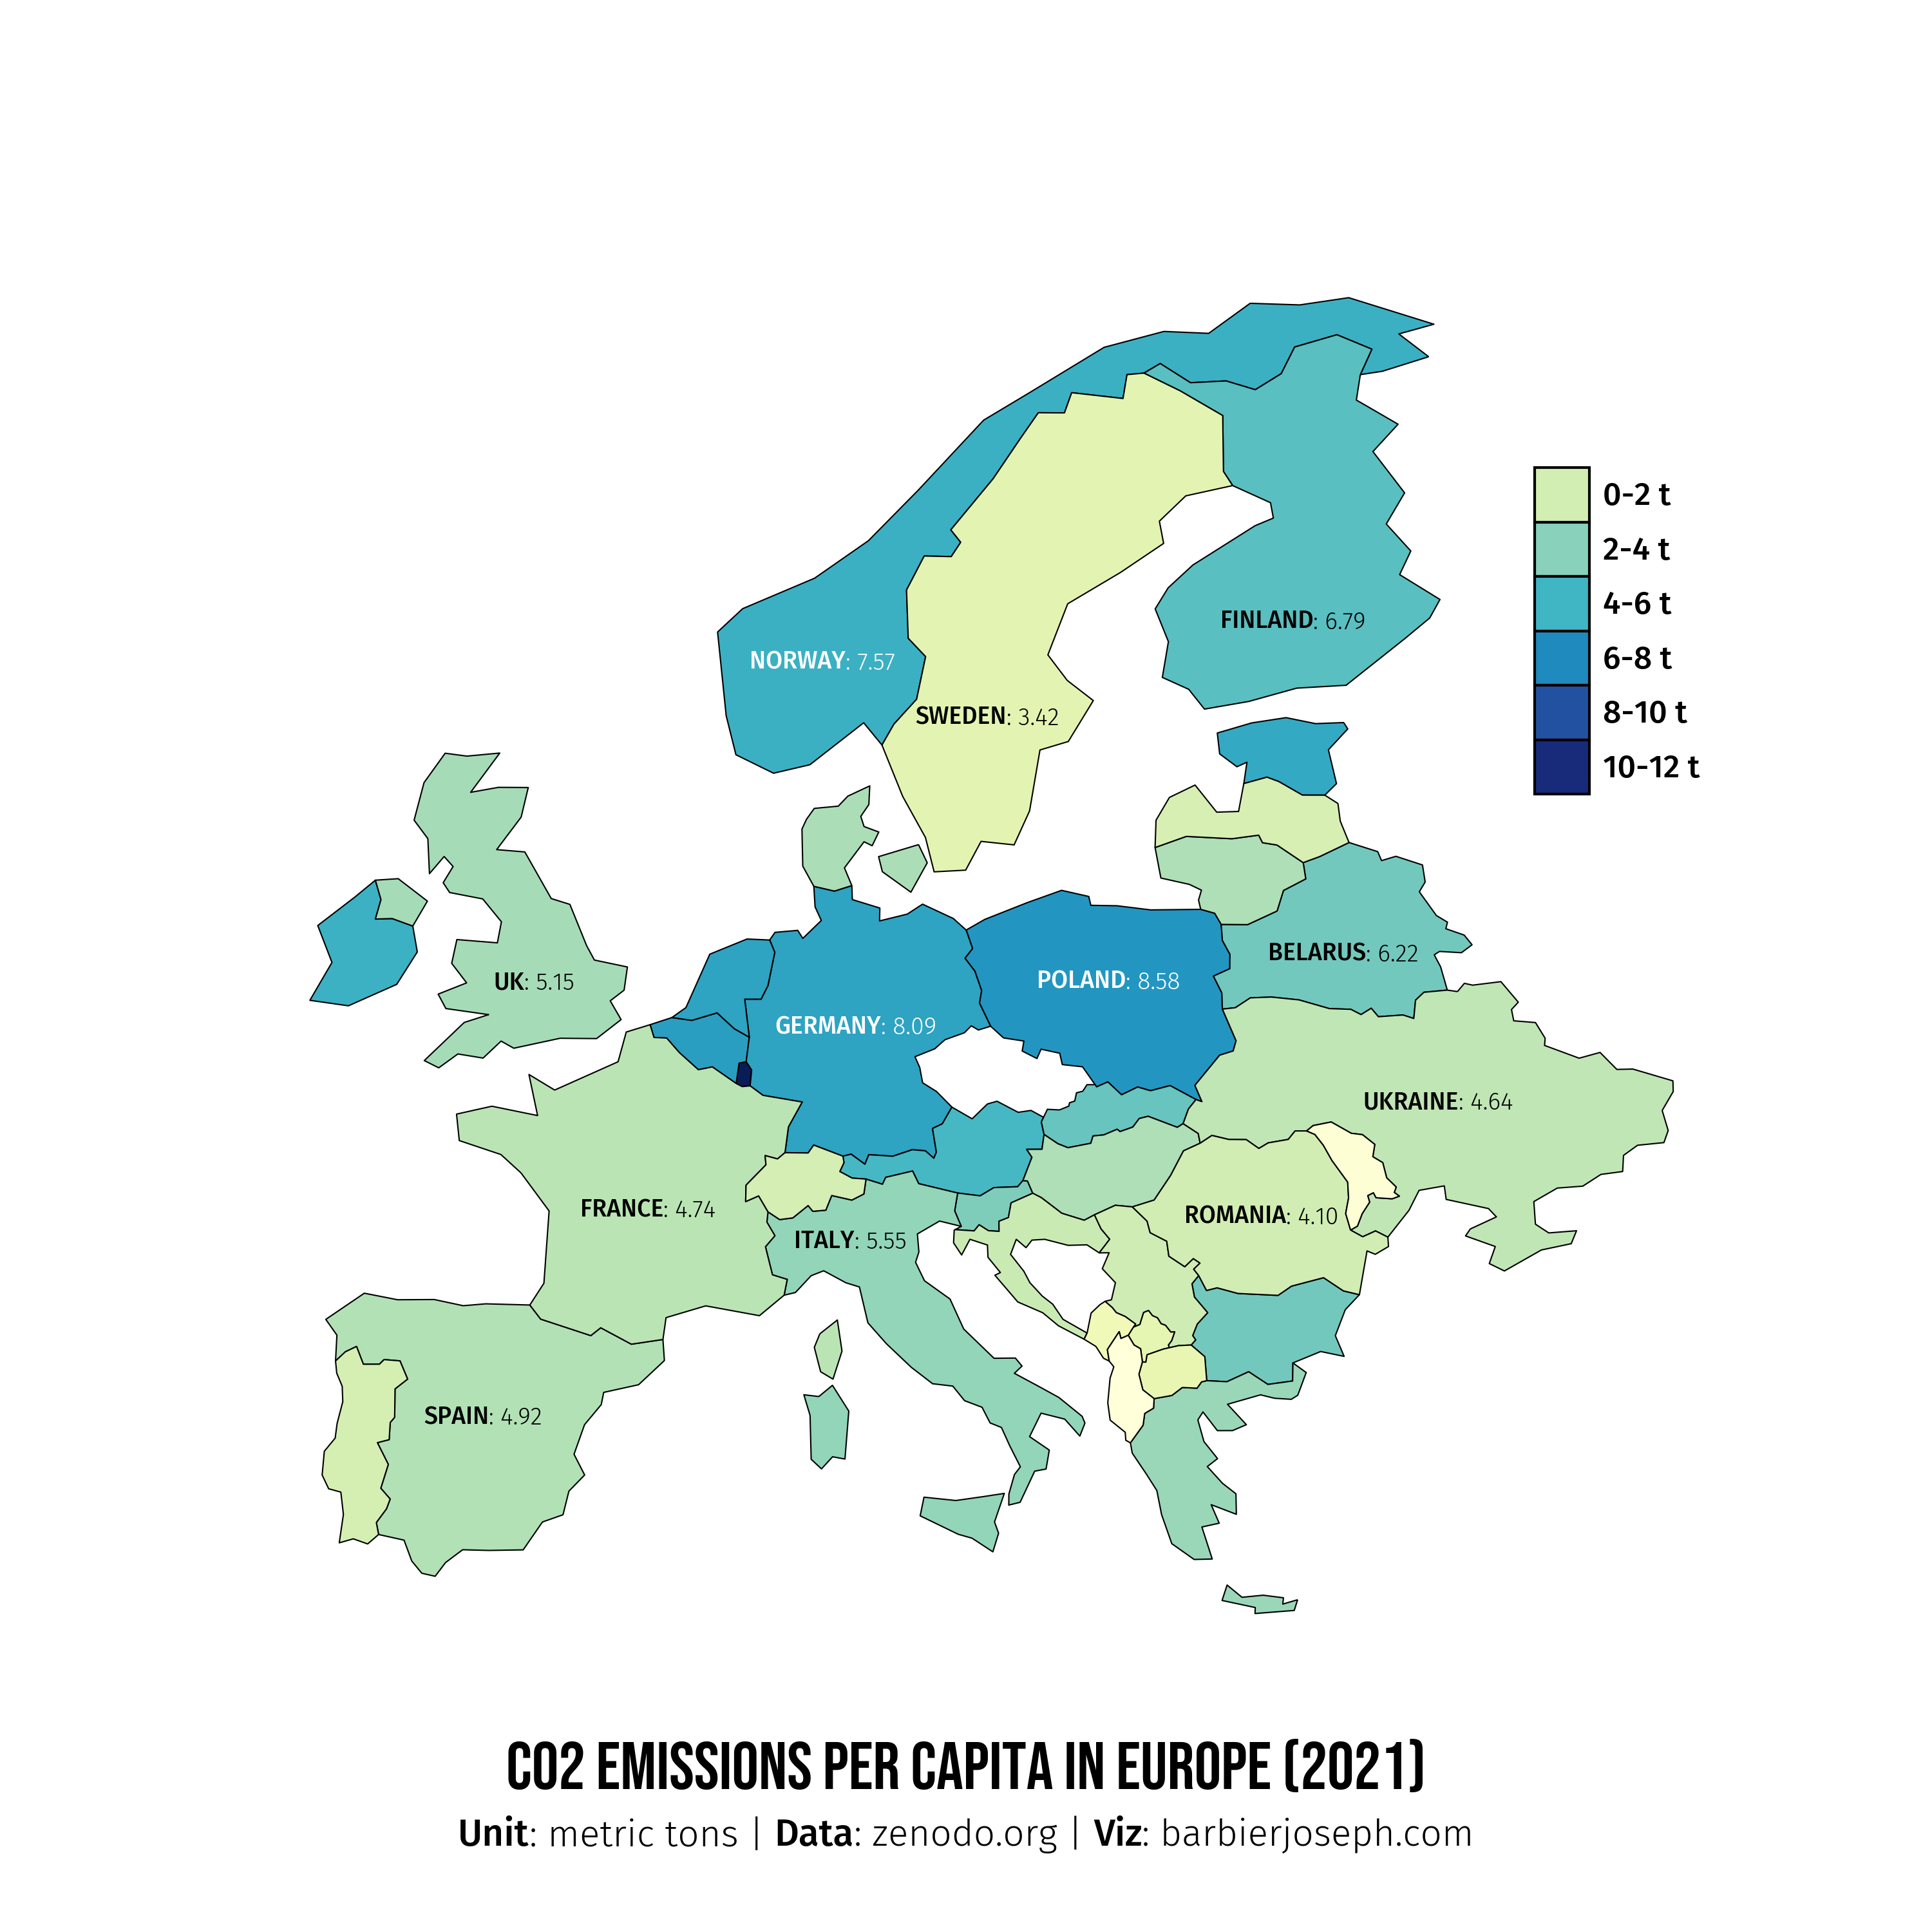 FINLAND: 6.79
NORWAY: 7.57
SWEDEN: 3.42
BELARUS: 6.22
UK: 5.15
POLAND: 8.58
GERMANY: 8.09
UKRAINE: 4.64
FRANCE: 4.74
ROMANIA: 4.10
ITALY: 5.55
SPAIN: 4.92
0-2 t
2-4 t
4-6 t
6-8 t
8-10 t
10-12 t
CO2 EMISSIONS PER CAPITA IN EUROPE (2021)
Unit: metric tons | Data: zenodo.org | Viz: barbierjoseph.com